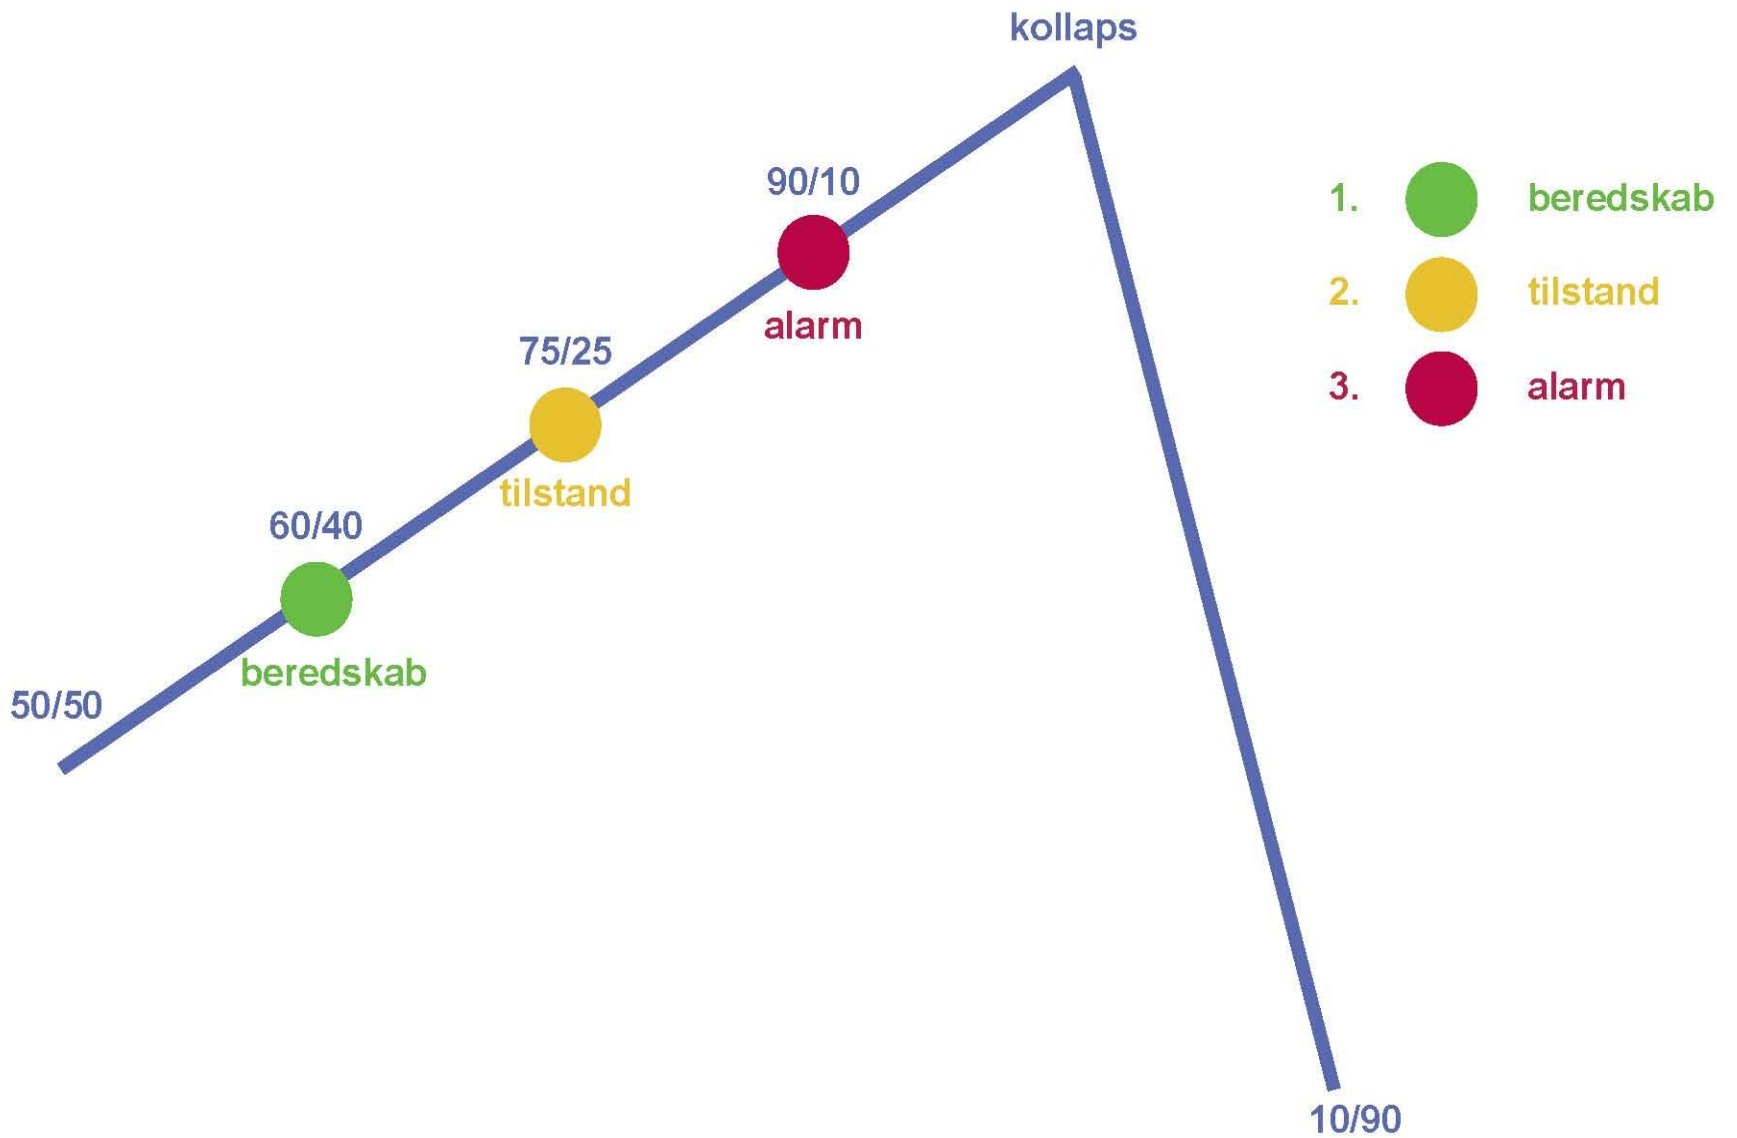 kollaps
90/10
alarm
75/25
tilstand
60/40
beredskab
50/50
10/90
1. beredskab
2. tilstand
3. alarm